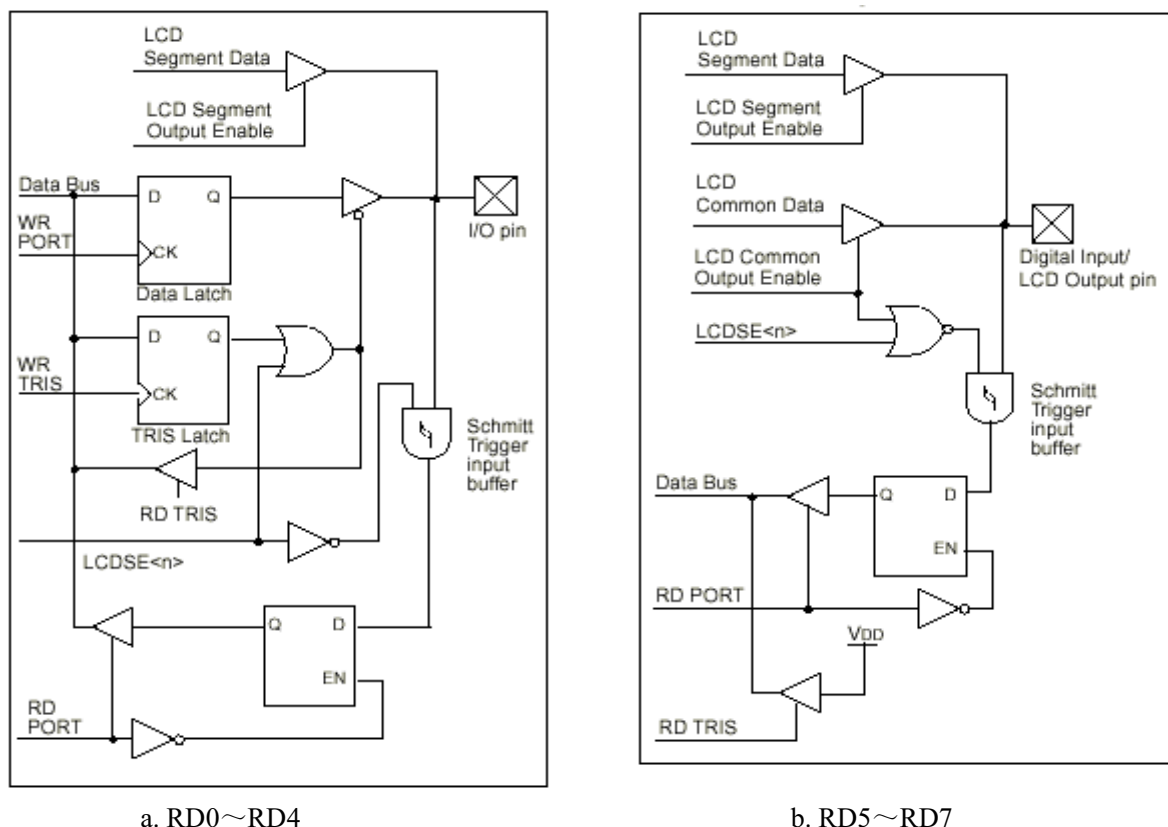 LCD
Segment Data
LCD Segment
Output Enable
Data Bus
D
Q
WR
PORT
CK
Data Latch
I/O pin
D
Q
WR
TRIS
CK
TRIS Latch
Schmitt
Trigger
input
buffer
RD TRIS
LCDSE<n>
Q
D
EN
RD
PORT
a. RD0～RD4
LCD
Segment Data
LCD Segment
Output Enable
LCD
Common Data
LCD Common
Output Enable
Digital Input/
LCD Output pin
LCDSE<n>
Schmitt
Trigger
input
buffer
Data Bus
Q
D
EN
RD PORT
VDD
RD TRIS
b. RD5～RD7